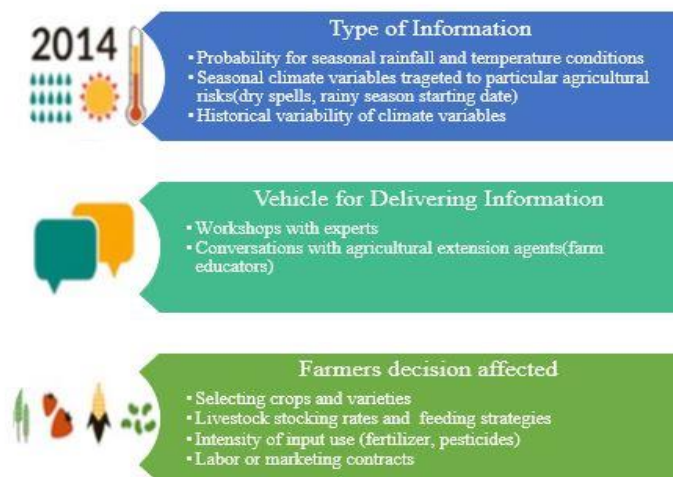 2014
Type of Information
▪ Probability for seasonal rainfall and temperature conditions
▪ Seasonal climate variables trageted to particular agricultural
risks(dry spells, rainy season starting date)
▪ Historical variability of climate variables
Vehicle for Delivering Information
▪ Workshops with experts
▪ Conversations with agricultural extension agents(farm
educators)
Farmers decision affected
▪ Selecting crops and varieties
▪ Livestock stocking rates and feeding strategies
▪ Intensity of input use (fertilizer, pesticides)
▪ Labor or marketing contracts